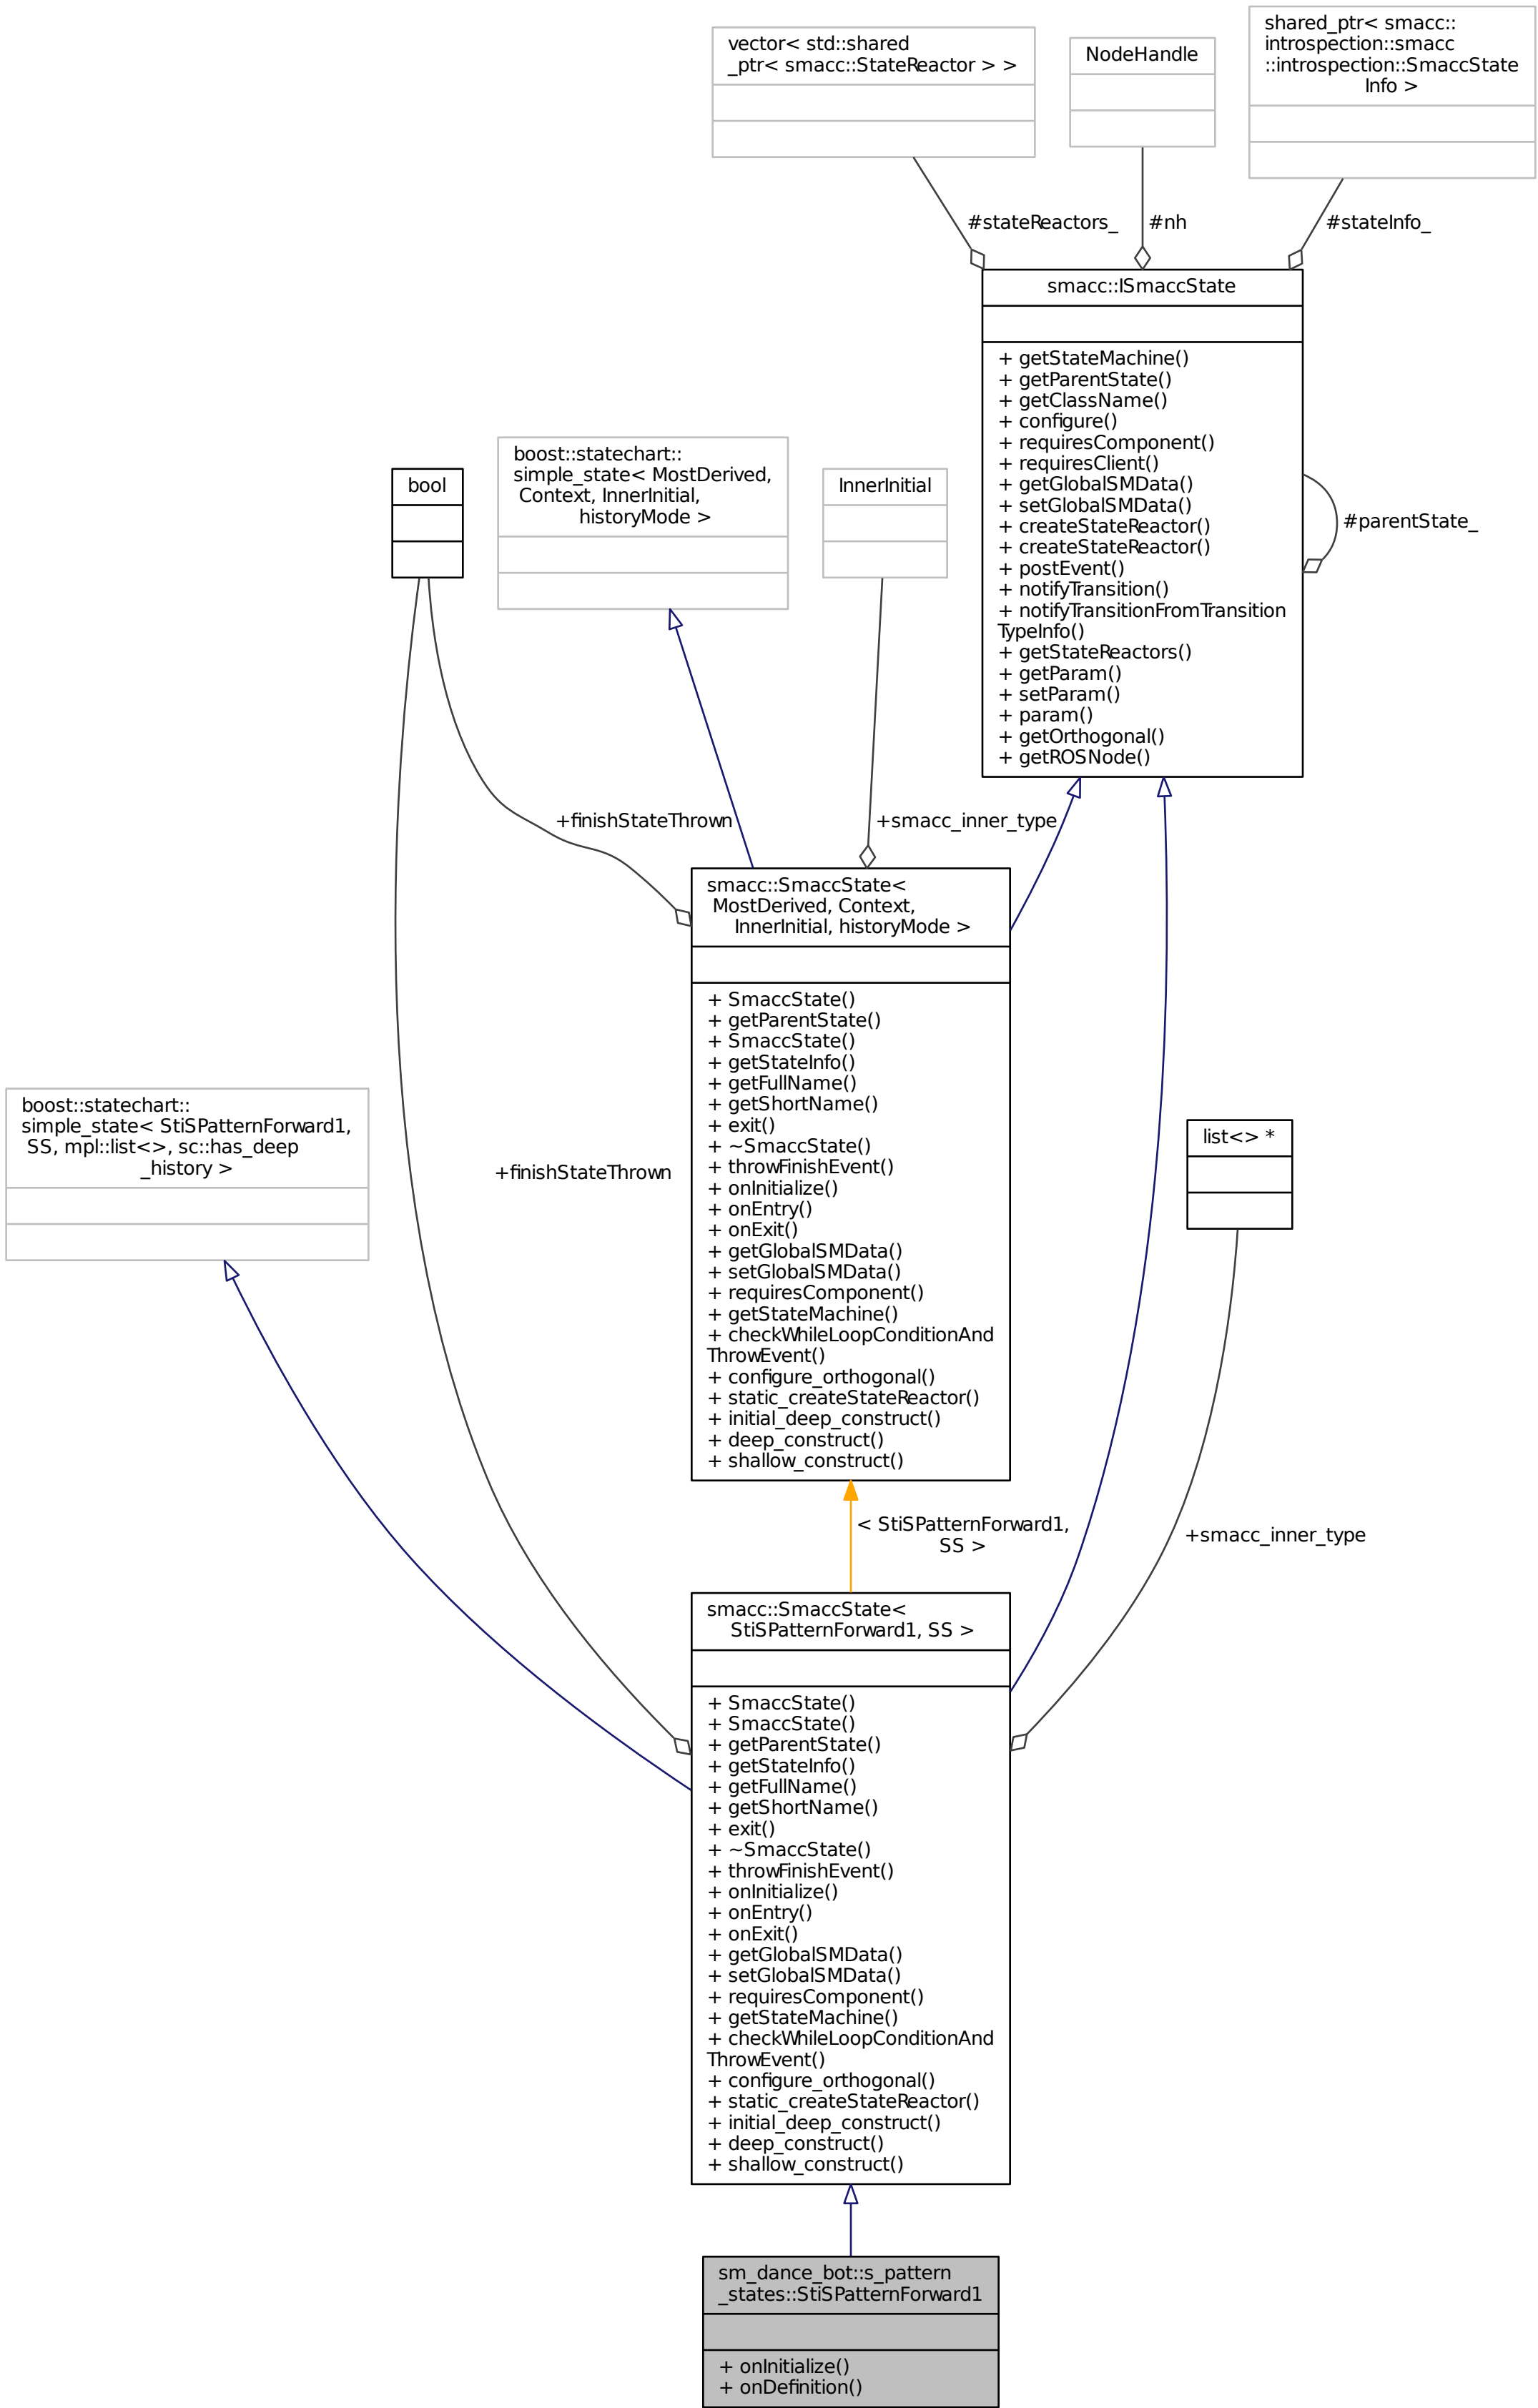 vector< std::shared
_ptr< smacc::StateReactor > >
NodeHandle
shared_ptr< smacc::
introspection::smacc
::introspection::SmaccState
Info >
#stateReactors_
#nh
#stateInfo_
smacc::ISmaccState
+ getStateMachine()
+ getParentState()
+ getClassName()
+ configure()
+ requiresComponent()
+ requiresClient()
+ getGlobalSMData()
+ setGlobalSMData()
+ createStateReactor()
+ createStateReactor()
+ postEvent()
+ notifyTransition()
+ notifyTransitionFromTransition
TypeInfo()
+ getStateReactors()
+ getParam()
+ setParam()
+ param()
+ getOrthogonal()
+ getROSNode()
#parentState_
bool
boost::statechart::
simple_state< MostDerived,
Context, InnerInitial,
historyMode >
InnerInitial
+finishStateThrown
+smacc_inner_type
smacc::SmaccState<
MostDerived, Context,
InnerInitial, historyMode >
+ SmaccState()
+ getParentState()
+ SmaccState()
+ getStateInfo()
+ getFullName()
+ getShortName()
+ exit()
+ ~SmaccState()
+ throwFinishEvent()
+ onInitialize()
+ onEntry()
+ onExit()
+ getGlobalSMData()
+ setGlobalSMData()
+ requiresComponent()
+ getStateMachine()
+ checkWhileLoopConditionAnd
ThrowEvent()
+ configure_orthogonal()
+ static_createStateReactor()
+ initial_deep_construct()
+ deep_construct()
+ shallow_construct()
boost::statechart::
simple_state< StiSPatternForward1,
SS, mpl::list<>, sc::has_deep
_history >
+finishStateThrown
list<> *
< StiSPatternForward1,
SS >
+smacc_inner_type
smacc::SmaccState<
StiSPatternForward1, SS >
+ SmaccState()
+ SmaccState()
+ getParentState()
+ getStateInfo()
+ getFullName()
+ getShortName()
+ exit()
+ ~SmaccState()
+ throwFinishEvent()
+ onInitialize()
+ onEntry()
+ onExit()
+ getGlobalSMData()
+ setGlobalSMData()
+ requiresComponent()
+ getStateMachine()
+ checkWhileLoopConditionAnd
ThrowEvent()
+ configure_orthogonal()
+ static_createStateReactor()
+ initial_deep_construct()
+ deep_construct()
+ shallow_construct()
sm_dance_bot::s_pattern
_states::StiSPatternForward1
+ onInitialize()
+ onDefinition()